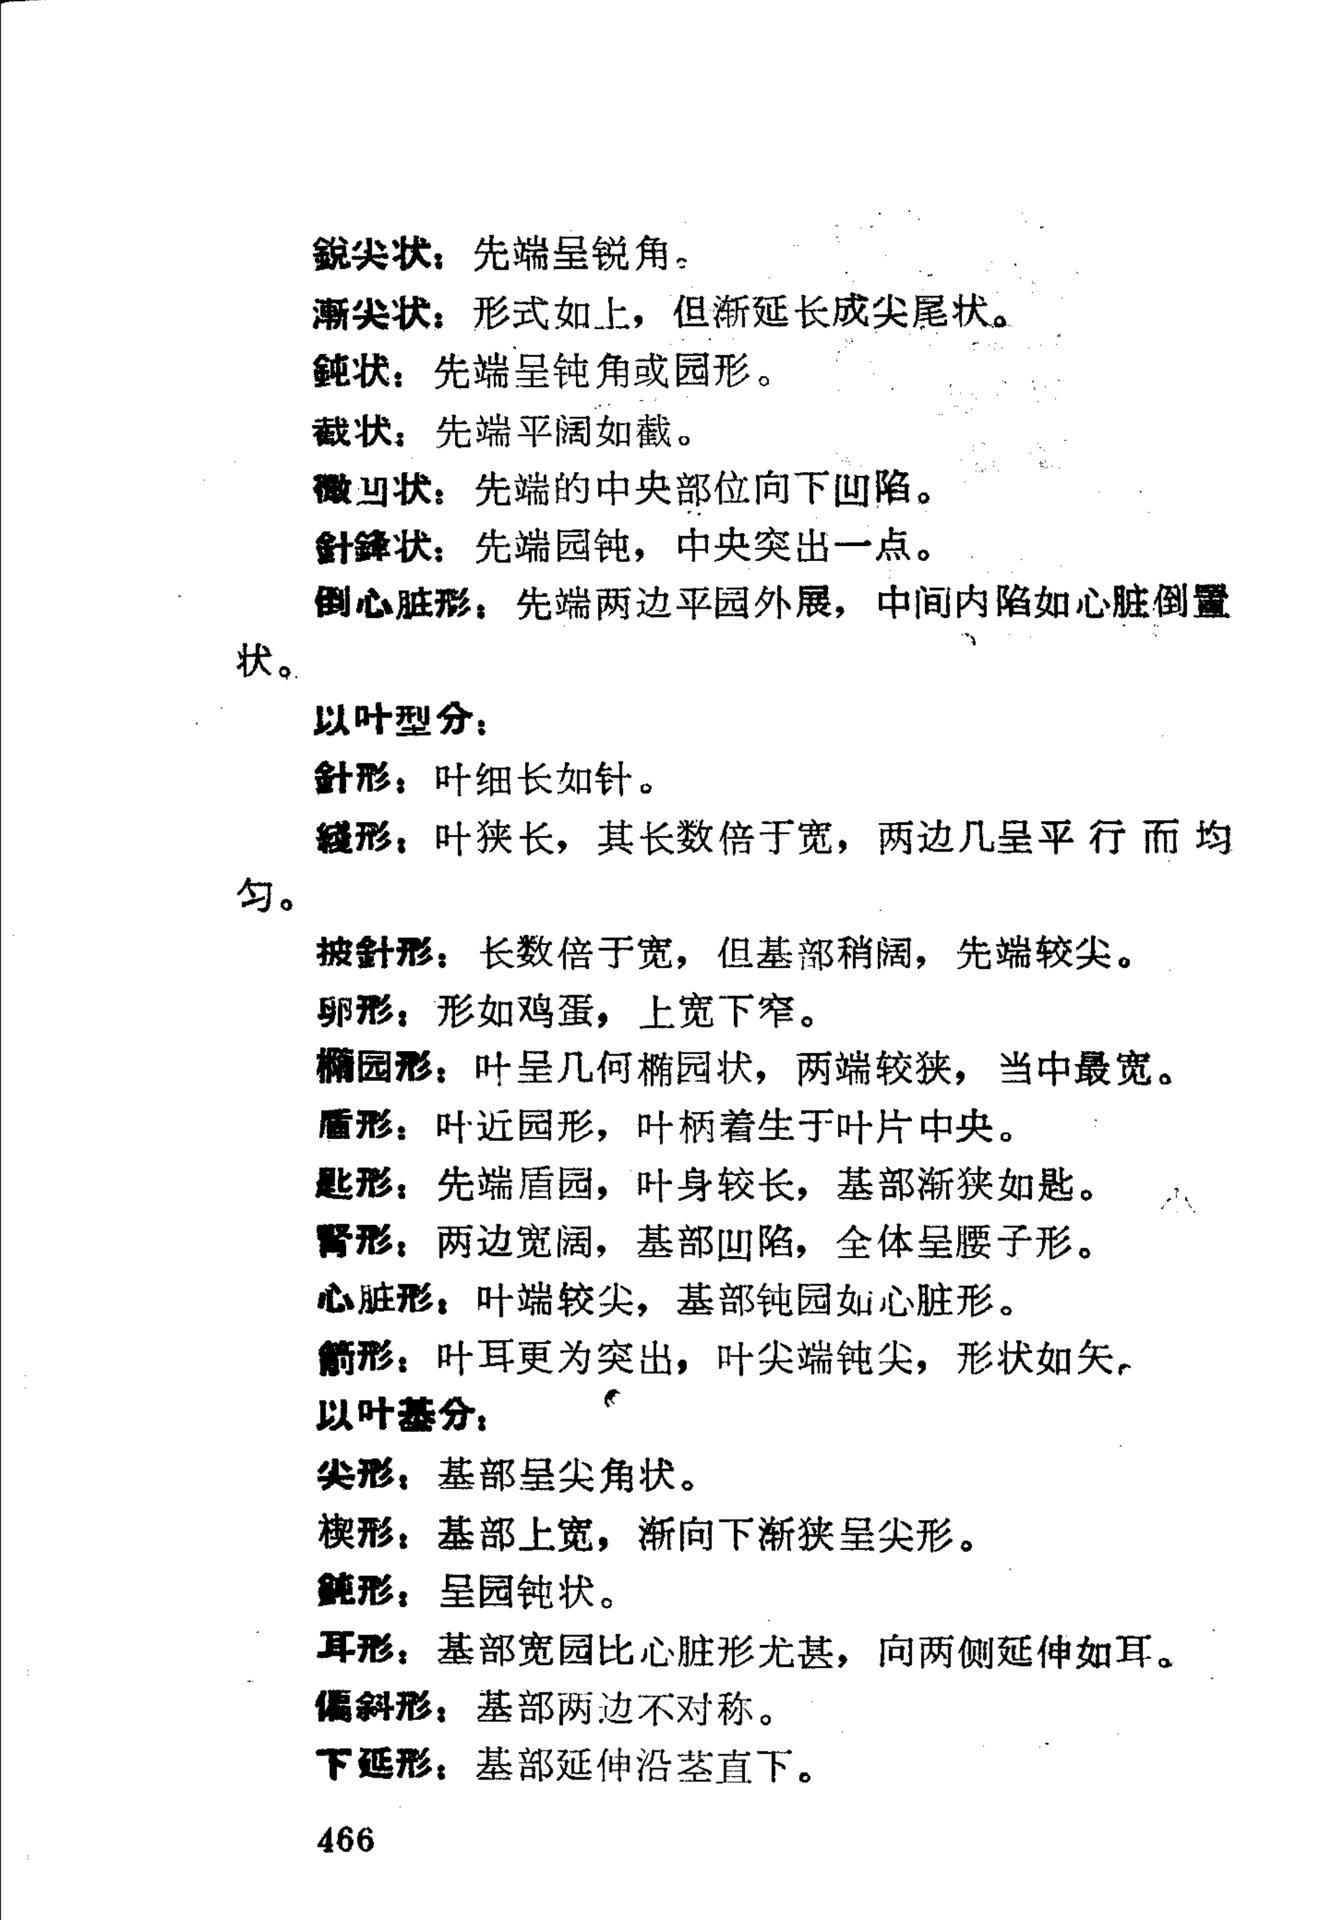 銳尖状：先端呈锐角。
漸尖状：形式如上，但渐延长成尖尾状。
鈍状：先端呈钝角或园形。
截状：先端平阔如截。
微凹状：先端的中央部位向下凹陷。
針鋒状：先端园钝，中央突出一点。
倒心脏形：先端两边平园外展，中间内陷如心脏倒置
状。
以叶型分：
針形：叶细长如针。
綫形：叶狭长，其长数倍于宽，两边几呈平行而均
匀。
披針形：长数倍于宽，但基部稍阔，先端较尖。
卵形：形如鸡蛋，上宽下窄。
椭园形：叶呈几何椭园状，两端较狭，当中最宽。
盾形：叶近园形，叶柄着生于叶片中央。
匙形：先端盾园，叶身较长，基部渐狭如匙。
腎形：两边宽阔，基部凹陷，全体呈腰子形。
心脏形：叶端较尖，基部钝园如心脏形。
箭形：叶耳更为突出，叶尖端钝尖，形状如矢。
以叶基分：
尖形：基部呈尖角状。
楔形：基部上宽，渐向下渐狭呈尖形。
鈍形：呈园钝状。
耳形：基部宽园比心脏形尤甚，向两侧延伸如耳。
偏斜形：基部两边不对称。
下延形：基部延伸沿茎直下。
466